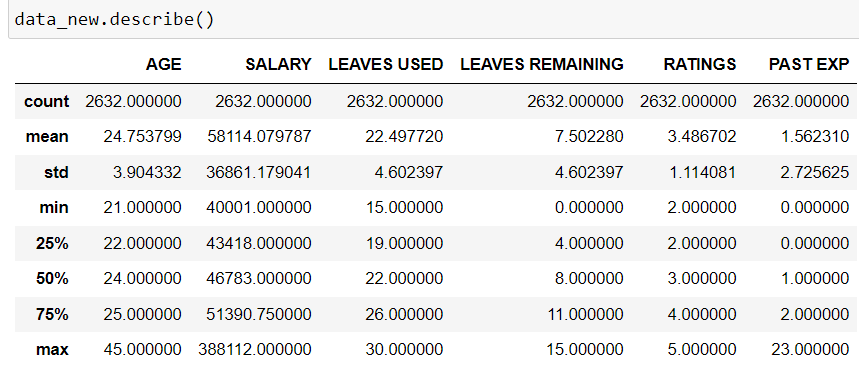 data_new.describe()
AGE SALARY LEAVES USED LEAVES REMAINING RATINGS PAST EXP
count 2632.000000 2632.000000 2632.000000 2632.000000 2632.000000 2632.000000
mean 24.753799 58114.079787 22.497720 7.502280 3.486702 1.562310
std 3.904332 36861.179041 4.602397 4.602397 1.114081 2.725625
min 21.000000 40001.000000 15.000000 0.000000 2.000000 0.000000
25% 22.000000 43418.000000 19.000000 4.000000 2.000000 0.000000
50% 24.000000 46783.000000 22.000000 8.000000 3.000000 1.000000
75% 25.000000 51390.750000 26.000000 11.000000 4.000000 2.000000
max 45.000000 388112.000000 30.000000 15.000000 5.000000 23.000000